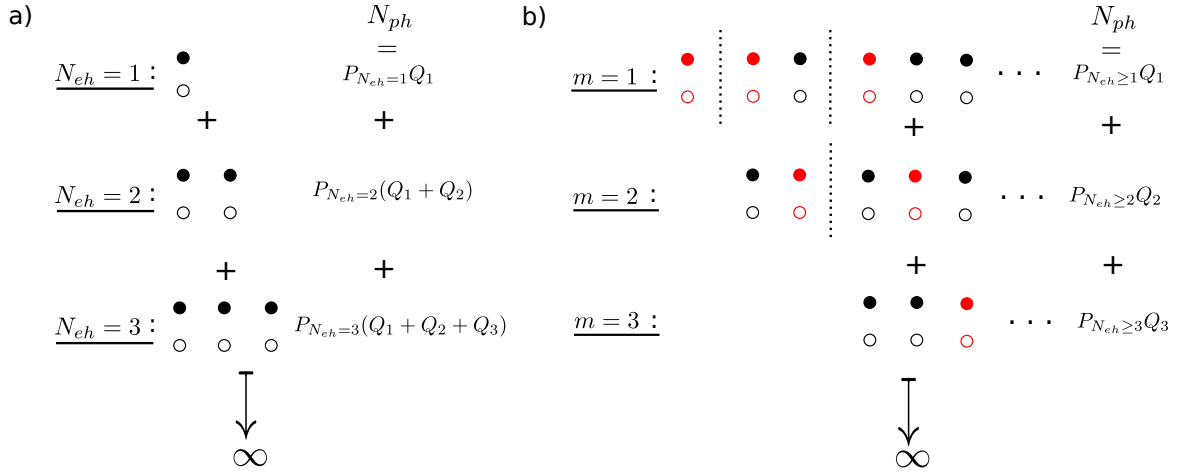 a)
N_{ph}
=
N_{eh} = 1 :
P_{N_{eh}=1}Q_1
+ +
N_{eh} = 2 :
P_{N_{eh}=2}(Q_1 + Q_2)
+ +
N_{eh} = 3 :
P_{N_{eh}=3}(Q_1 + Q_2 + Q_3)
∞
b)
N_{ph}
=
m = 1 :
. . .
P_{N_{eh}≥1}Q_1
+ +
m = 2 :
. . .
P_{N_{eh}≥2}Q_2
+ +
m = 3 :
. . .
P_{N_{eh}≥3}Q_3
∞